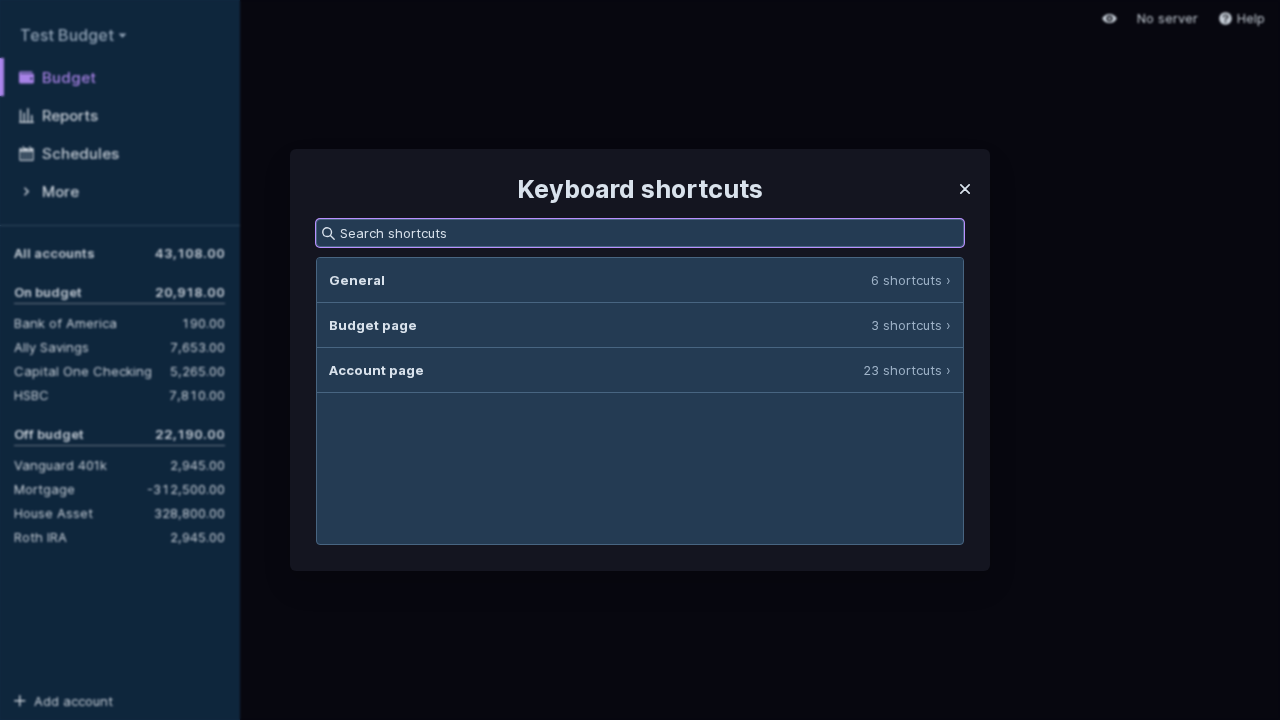 Test Budget
Budget
Reports
Schedules
More
All accounts 43,108.00
On budget 20,918.00
Bank of America 190.00
Ally Savings 7,653.00
Capital One Checking 5,265.00
HSBC 7,810.00
Off budget 22,190.00
Vanguard 401k 2,945.00
Mortgage -312,500.00
House Asset 328,800.00
Roth IRA 2,945.00
Add account
No server
Help
Keyboard shortcuts
Search shortcuts
General 6 shortcuts ›
Budget page 3 shortcuts ›
Account page 23 shortcuts ›